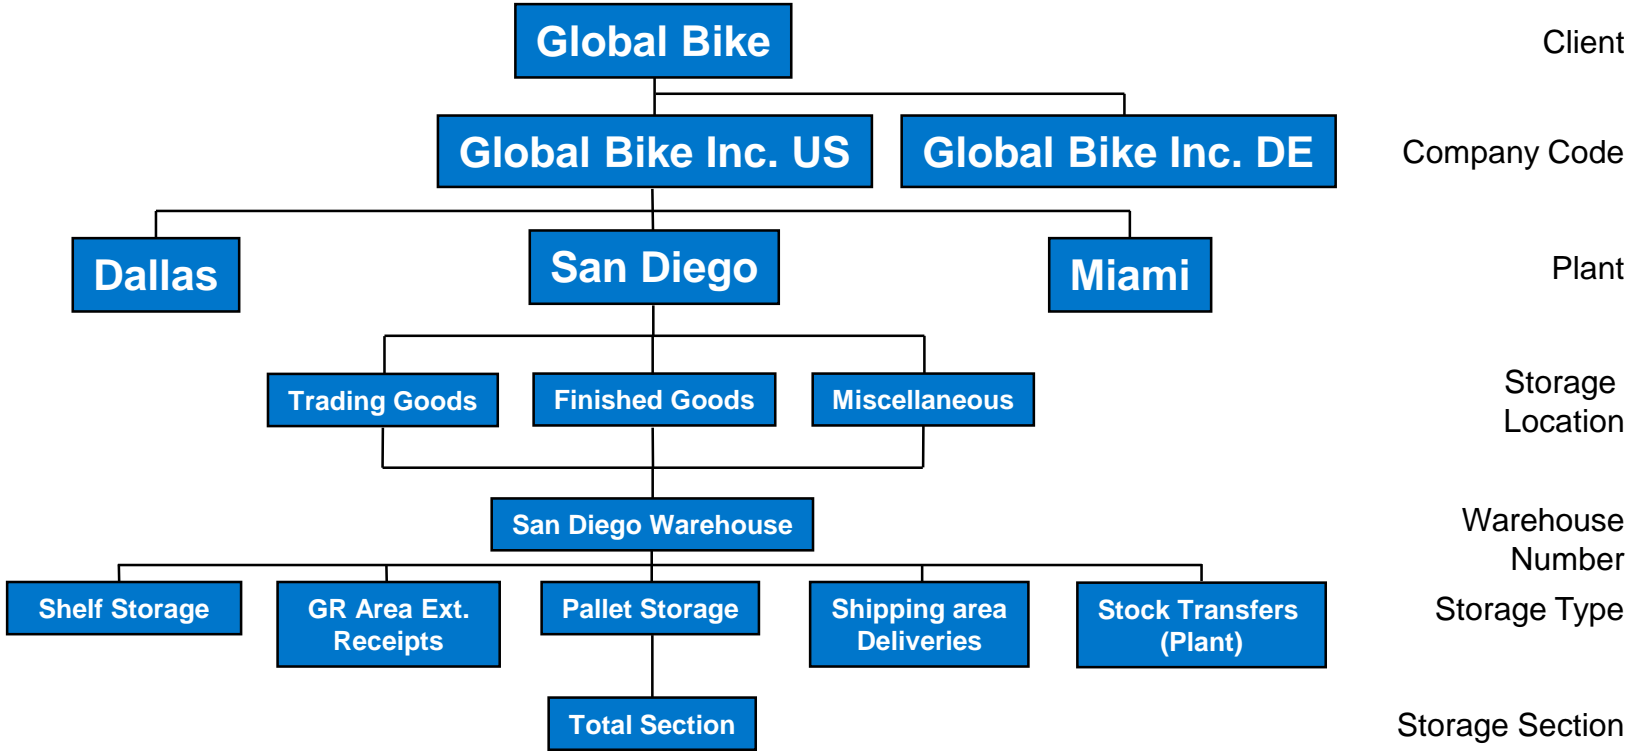 Global Bike
Client
Global Bike Inc. US
Global Bike Inc. DE
Company Code
Dallas
San Diego
Miami
Plant
Trading Goods
Finished Goods
Miscellaneous
Storage
Location
San Diego Warehouse
Warehouse
Number
Shelf Storage
GR Area Ext.
Receipts
Pallet Storage
Shipping area
Deliveries
Stock Transfers
(Plant)
Storage Type
Total Section
Storage Section